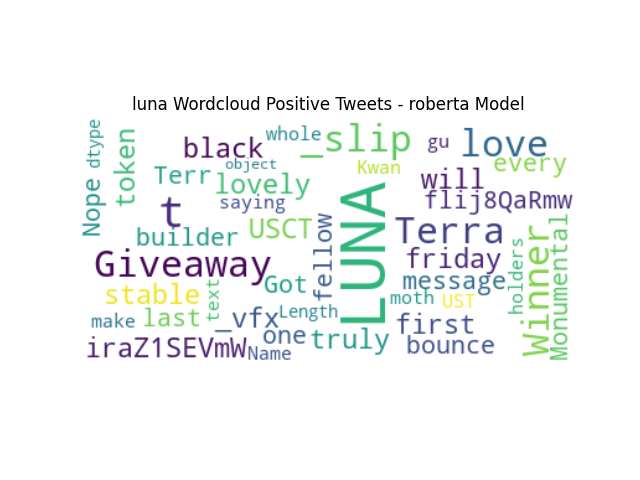 luna Wordcloud Positive Tweets - roberta Model
dtype
token
black
whole
_slip
gu
love
Nope
Terr
object
Kwan
every
lovely
will
t
saying
flij8QaRmw
builder
USCT
fellow
LUNA
Terra
Giveaway
friday
holders
Winner
Monumental
stable
text
Got
message
moth
UST
make
last
_vfx
Length
one
first
iraZ1SEVmW
Name
truly
bounce